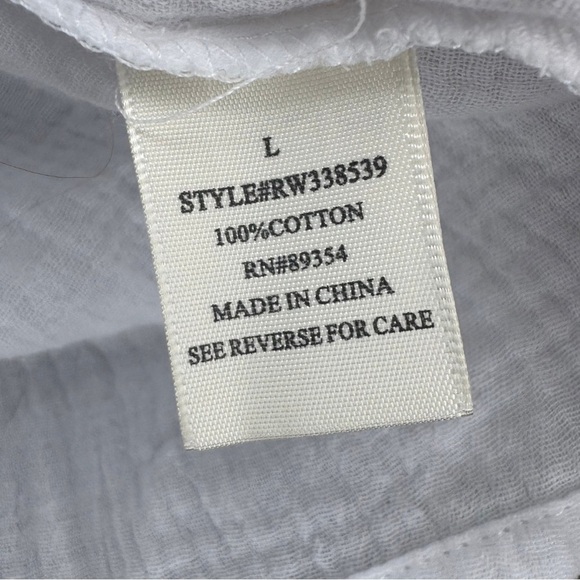 L
STYLE#RW338539
100%COTTON
RN#89354
MADE IN CHINA
SEE REVERSE FOR CARE